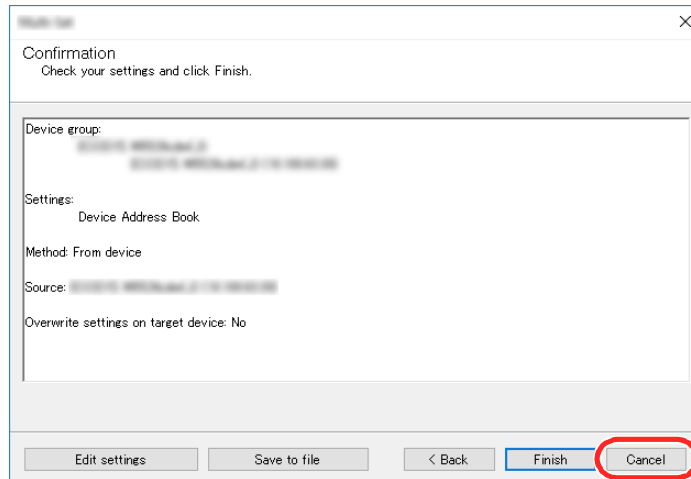 Confirmation
Check your settings and click Finish.
Device group:
Settings:
Device Address Book
Method: From device
Source:
Overwrite settings on target device: No
Edit settings
Save to file
< Back
Finish
Cancel